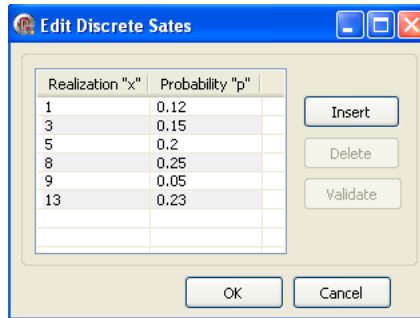 Edit Discrete Sates
Realization "x" Probability "p"
1 0.12
3 0.15
5 0.2
8 0.25
9 0.05
13 0.23
Insert
Delete
Validate
OK Cancel